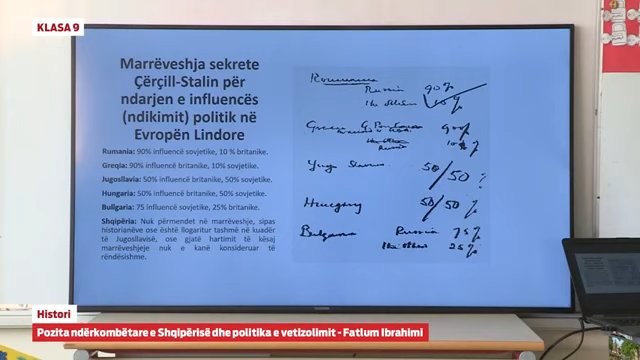 KLASA 9
Marrëveshja sekrete
Çërçill-Stalin për
ndarjen e influencës
(ndikimit) politik në
Evropën Lindore
Rumania: 90% influencë sovjetike, 10 % britanike.
Greqia: 90% influencë britanike, 10% sovjetike.
Jugosllavia: 50% influencë britanike, 50% sovjetike.
Hungaria: 50% influencë britanike, 50% sovjetike.
Bullgaria: 75 influencë sovjetike, 25% britanike.
Shqipëria: Nuk përmendet në marrëveshje, sipas
historianëve ose është llogaritur tashmë në kuadër
të Jugosllavisë, ose gjatë hartimit të kësaj
marrëveshjeje nuk e kanë konsideruar të
rëndësishme.
Roumania
Russia 90%
the others 10%
Greece G. Britain 90%
Russia 10%
Yugoslavia 50/50 %
Hungary 50/50 %
Bulgaria Russia 75%
the others 25%
Histori
Pozita ndërkombëtare e Shqipërisë dhe politika e vetizolimit - Fatlum Ibrahimi